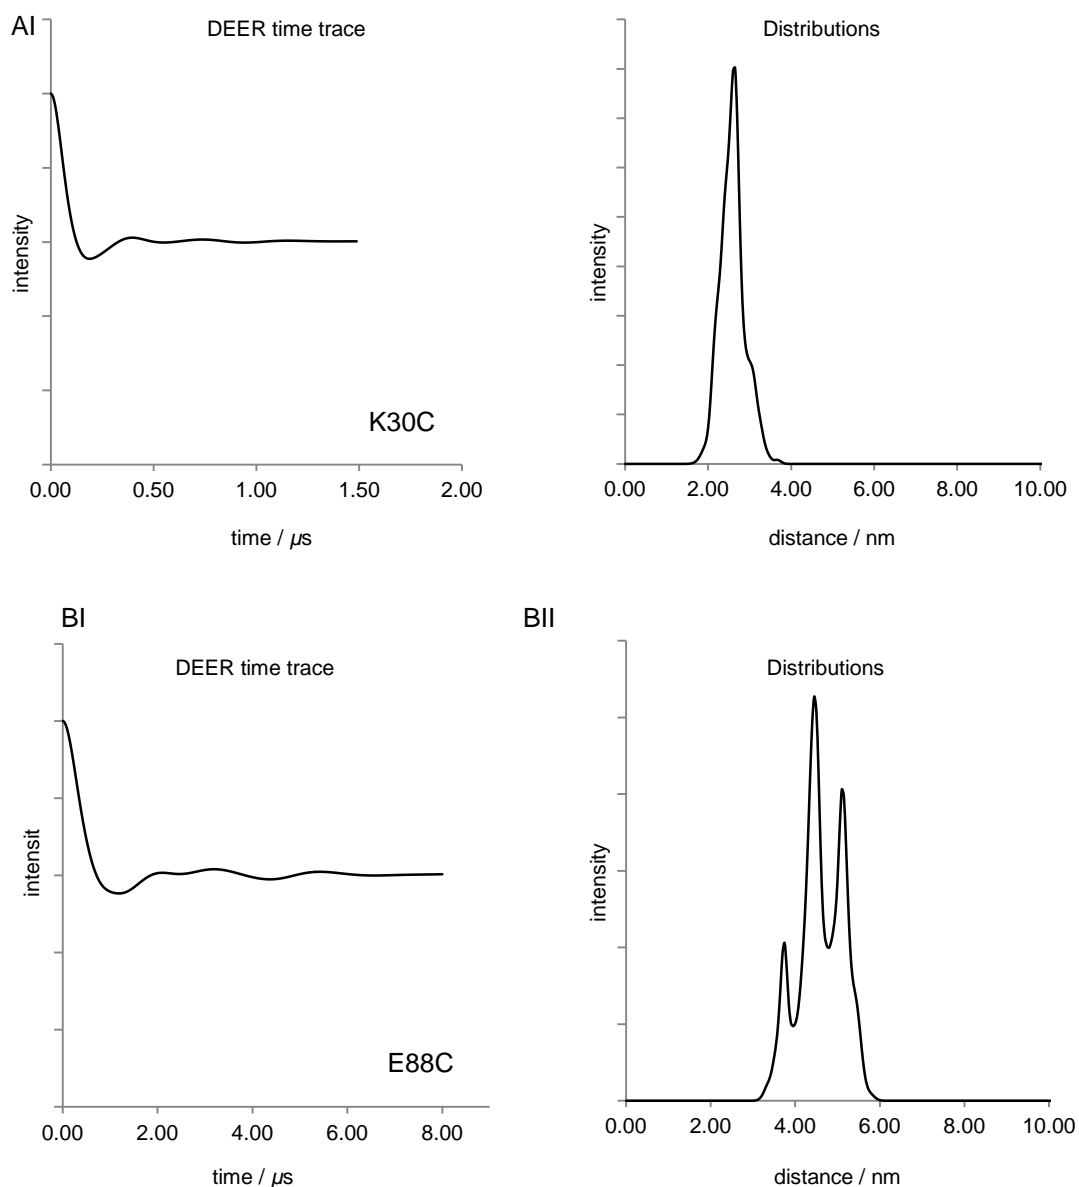 AI
DEER time trace
Distributions
intensity
intensity
K30C
0.00 0.50 1.00 1.50 2.00
0.00 2.00 4.00 6.00 8.00 10.00
time / µs
distance / nm
BI
BII
DEER time trace
Distributions
intensit
intensity
E88C
0.00 2.00 4.00 6.00 8.00
0.00 2.00 4.00 6.00 8.00 10.00
time / µs
distance / nm